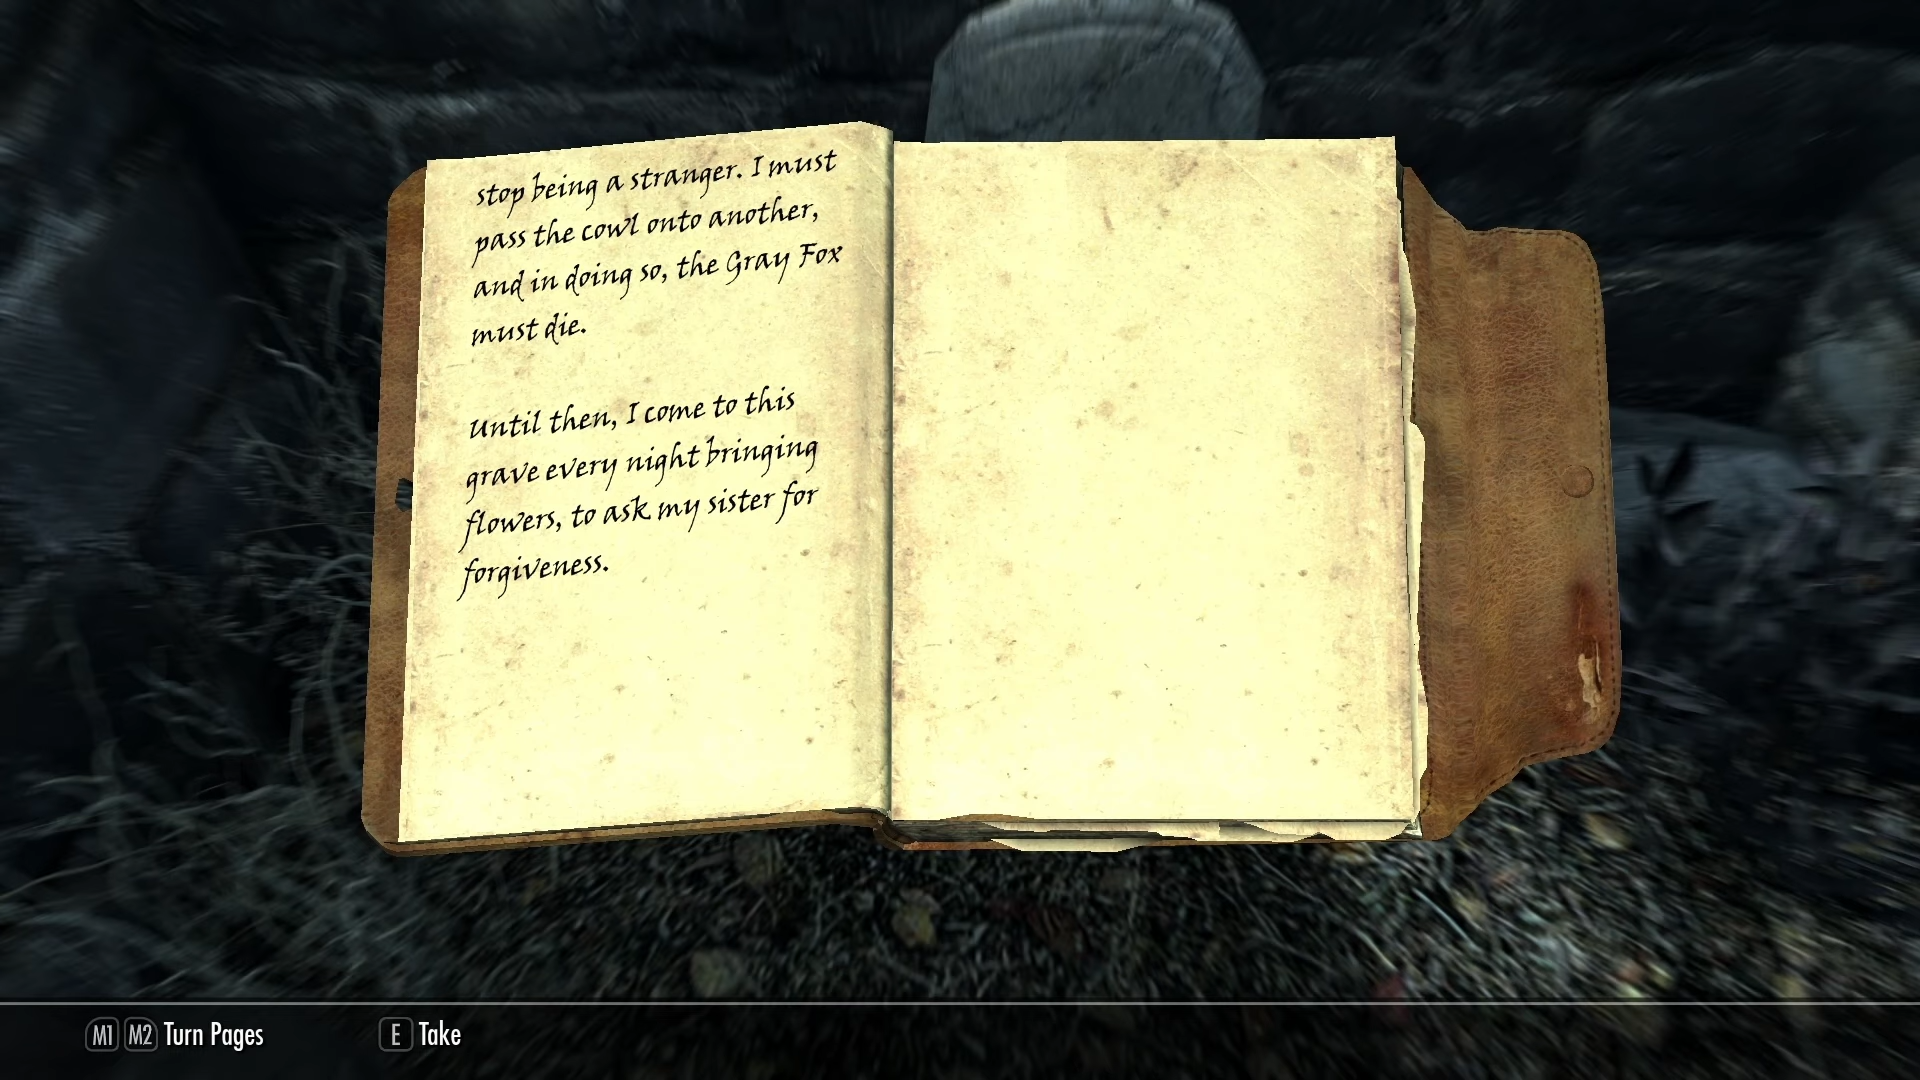 stop being a stranger. I must
pass the cowl onto another,
and in doing so, the Gray Fox
must die.
Until then, I come to this
grave every night bringing
flowers, to ask my sister for
forgiveness.
M1 M2 Turn Pages
E Take